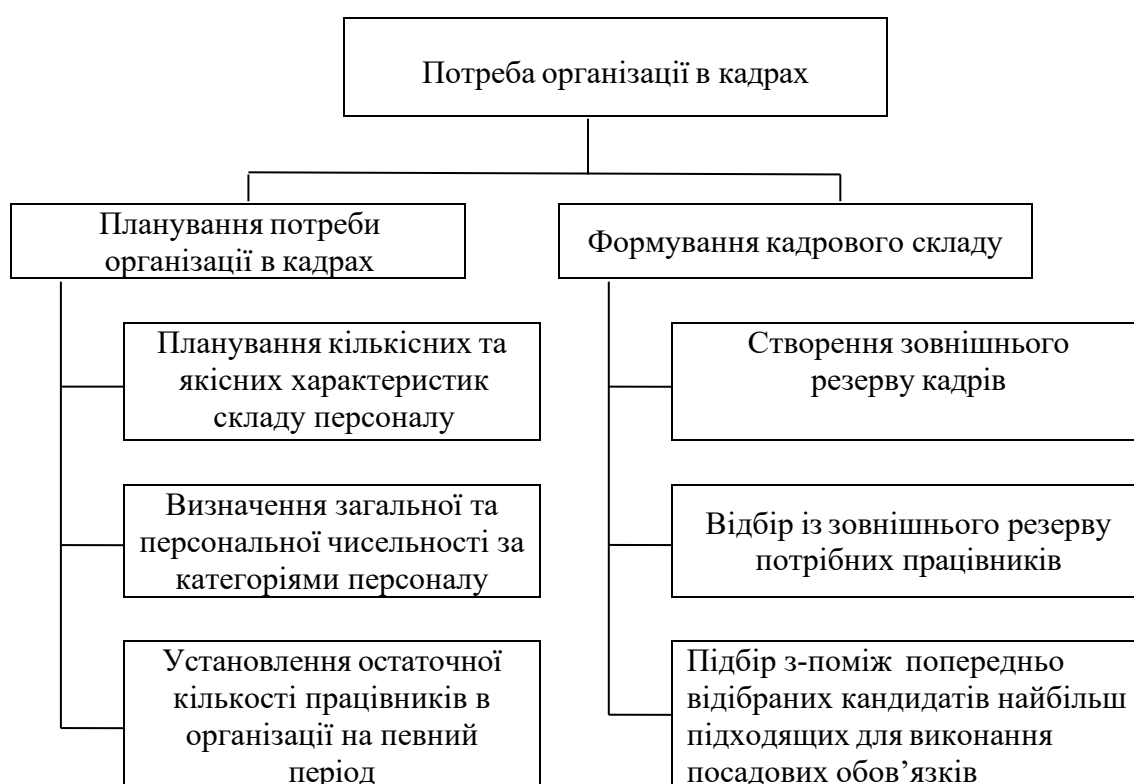 Потреба організації в кадрах
Планування потреби
організації в кадрах
Планування кількісних та
якісних характеристик
складу персоналу
Визначення загальної та
персональної чисельності за
категоріями персоналу
Установлення остаточної
кількості працівників в
організації на певний
період
Формування кадрового складу
Створення зовнішнього
резерву кадрів
Відбір із зовнішнього резерву
потрібних працівників
Підбір з-поміж попередньо
відібраних кандидатів найбільш
підходящих для виконання
посадових обов’язків